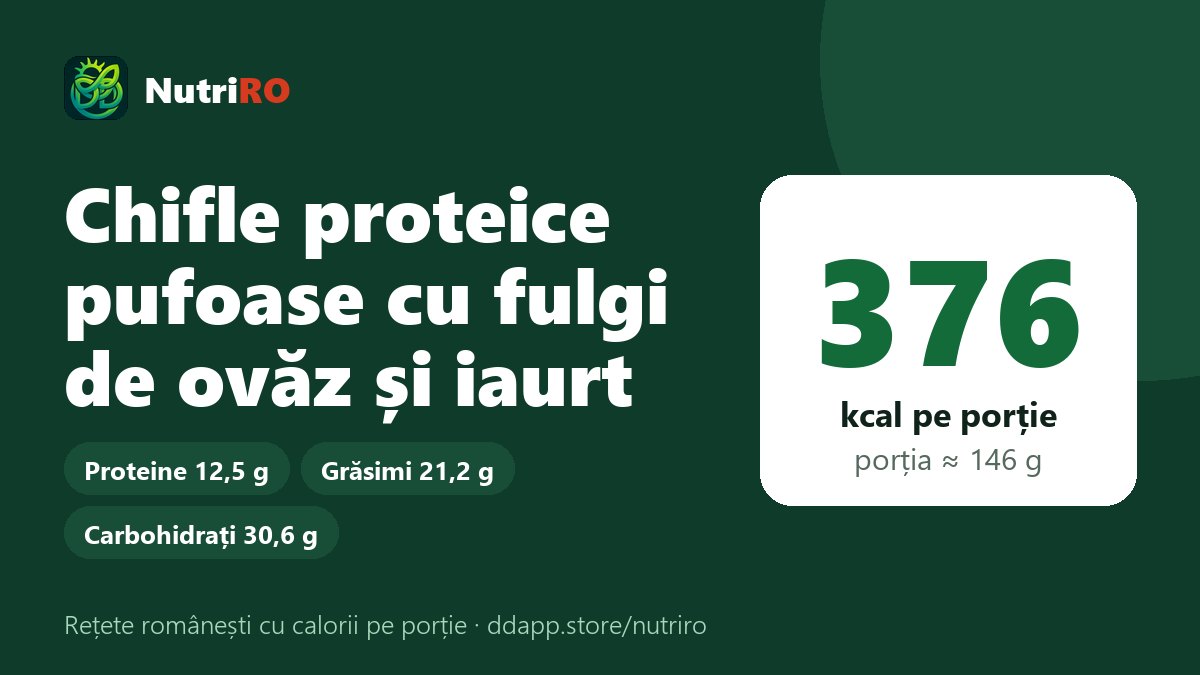 NutriRO
Chifle proteice
pufoase cu fulgi
de ovăz și iaurt
Proteine 12,5 g
Grăsimi 21,2 g
Carbohidrați 30,6 g
376
kcal pe porție
porția ≈ 146 g
Rețete românești cu calorii pe porție · ddapp.store/nutriro